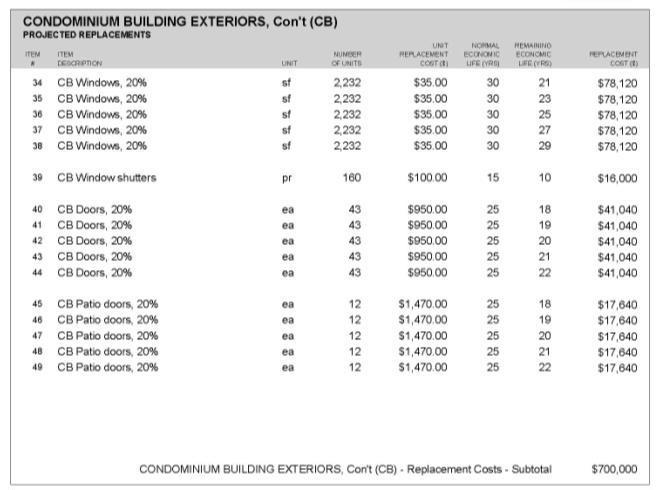 CONDOMINIUM BUILDING EXTERIORS, Con't (CB)
PROJECTED REPLACEMENTS
ITEM # ITEM DESCRIPTION UNIT NUMBER OF UNITS UNIT REPLACEMENT COST ($) NORMAL ECONOMIC LIFE (YRS) REMAINING ECONOMIC LIFE (YRS) REPLACEMENT COST ($)
34 CB Windows, 20% sf 2,232 $35.00 30 21 $78,120
35 CB Windows, 20% sf 2,232 $35.00 30 23 $78,120
36 CB Windows, 20% sf 2,232 $35.00 30 25 $78,120
37 CB Windows, 20% sf 2,232 $35.00 30 27 $78,120
38 CB Windows, 20% sf 2,232 $35.00 30 29 $78,120
39 CB Window shutters pr 160 $100.00 15 10 $16,000
40 CB Doors, 20% ea 43 $950.00 25 18 $41,040
41 CB Doors, 20% ea 43 $950.00 25 19 $41,040
42 CB Doors, 20% ea 43 $950.00 25 20 $41,040
43 CB Doors, 20% ea 43 $950.00 25 21 $41,040
44 CB Doors, 20% ea 43 $950.00 25 22 $41,040
45 CB Patio doors, 20% ea 12 $1,470.00 25 18 $17,640
46 CB Patio doors, 20% ea 12 $1,470.00 25 19 $17,640
47 CB Patio doors, 20% ea 12 $1,470.00 25 20 $17,640
48 CB Patio doors, 20% ea 12 $1,470.00 25 21 $17,640
49 CB Patio doors, 20% ea 12 $1,470.00 25 22 $17,640
CONDOMINIUM BUILDING EXTERIORS, Con't (CB) - Replacement Costs - Subtotal $700,000